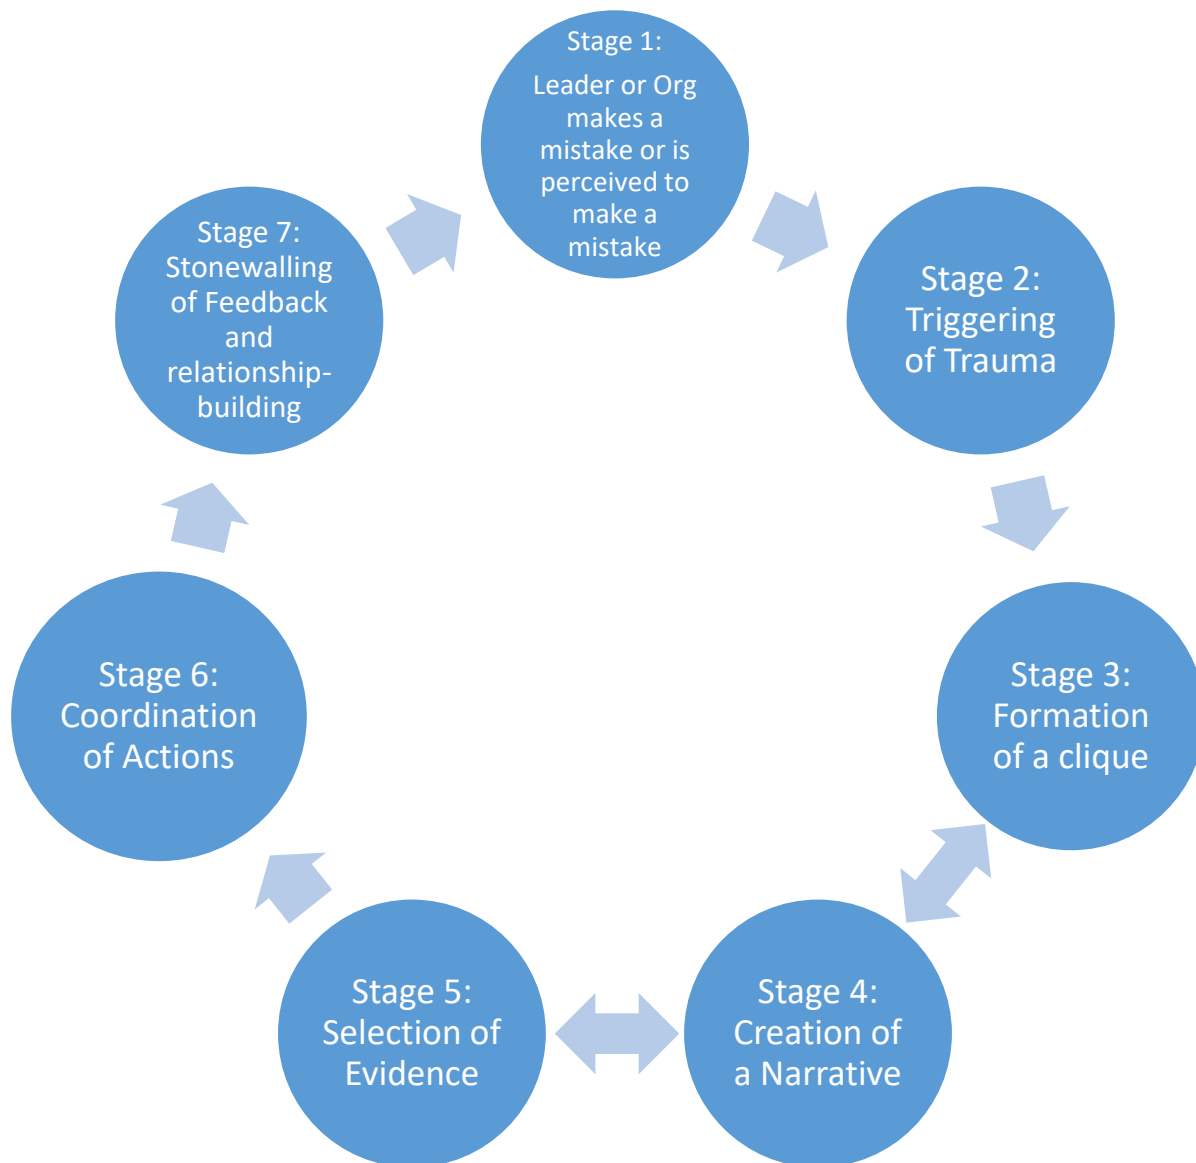 Stage 1:
Leader or Org
makes a
mistake or is
perceived to
make a
mistake
Stage 2:
Triggering
of Trauma
Stage 3:
Formation
of a clique
Stage 4:
Creation of
a Narrative
Stage 5:
Selection of
Evidence
Stage 6:
Coordination
of Actions
Stage 7:
Stonewalling
of Feedback
and
relationship-
building